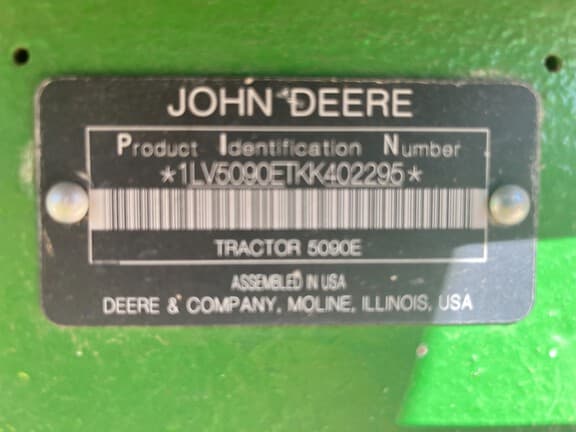 JOHN DEERE
Product Identification Number
*1LV5090ETKK402295*
TRACTOR 5090E
ASSEMBLED IN USA
DEERE & COMPANY, MOLINE, ILLINOIS, USA